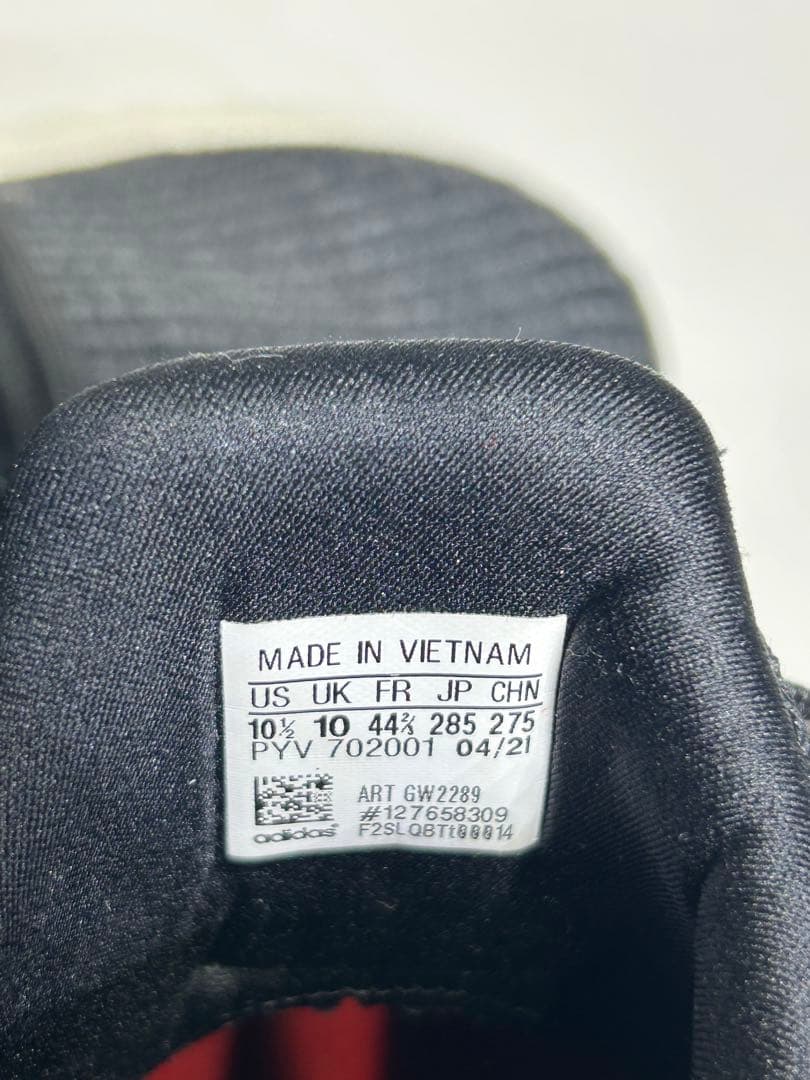 MADE IN VIETNAM
US UK FR JP CHN
10½ 10 44⅔ 285 275
PYV 702001 04/21
ART GW2289
#127658309
adidas